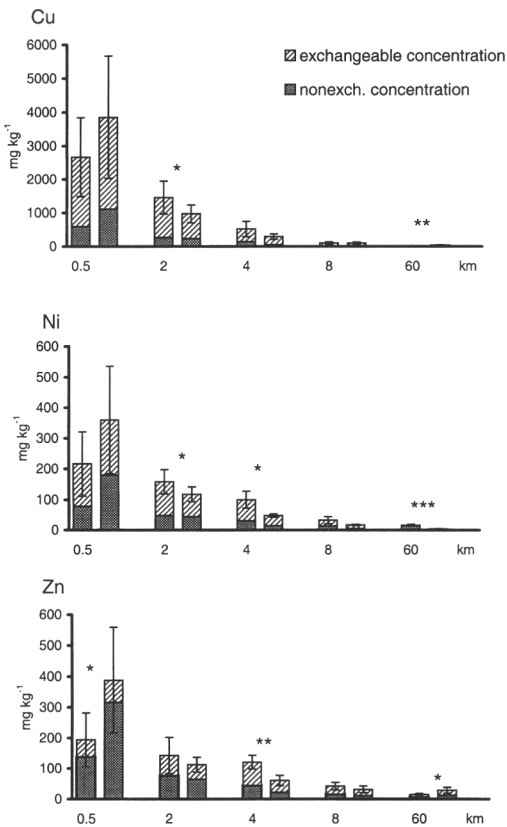 Cu
6000
5000
4000
3000
2000
1000
0
mg kg-1
exchangeable concentration
nonexch. concentration
*
**
0.5 2 4 8 60 km
Ni
600
500
400
300
200
100
0
mg kg-1
*
*
***
0.5 2 4 8 60 km
Zn
600
500
400
300
200
100
0
mg kg-1
*
**
*
0.5 2 4 8 60 km